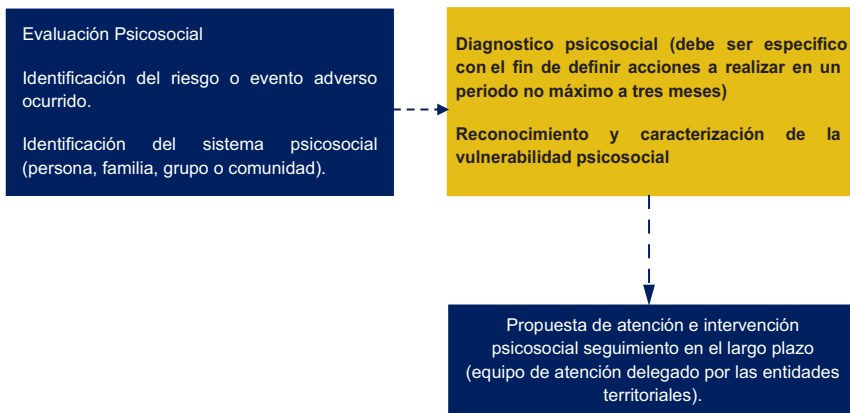 Evaluación Psicosocial
Identificación del riesgo o evento adverso
ocurrido.
Identificación del sistema psicosocial
(persona, familia, grupo o comunidad).
Diagnostico psicosocial (debe ser especifico
con el fin de definir acciones a realizar en un
periodo no máximo a tres meses)
Reconocimiento y caracterización de la
vulnerabilidad psicosocial
Propuesta de atención e intervención
psicosocial seguimiento en el largo plazo
(equipo de atención delegado por las entidades
territoriales).